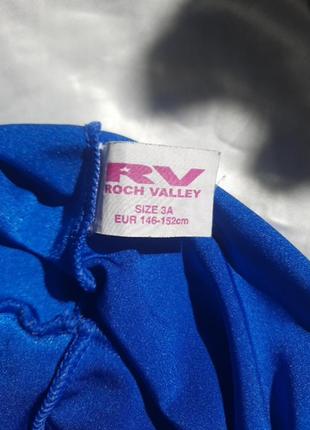 RV
ROCH VALLEY
SIZE 3A
EUR 146-152cm